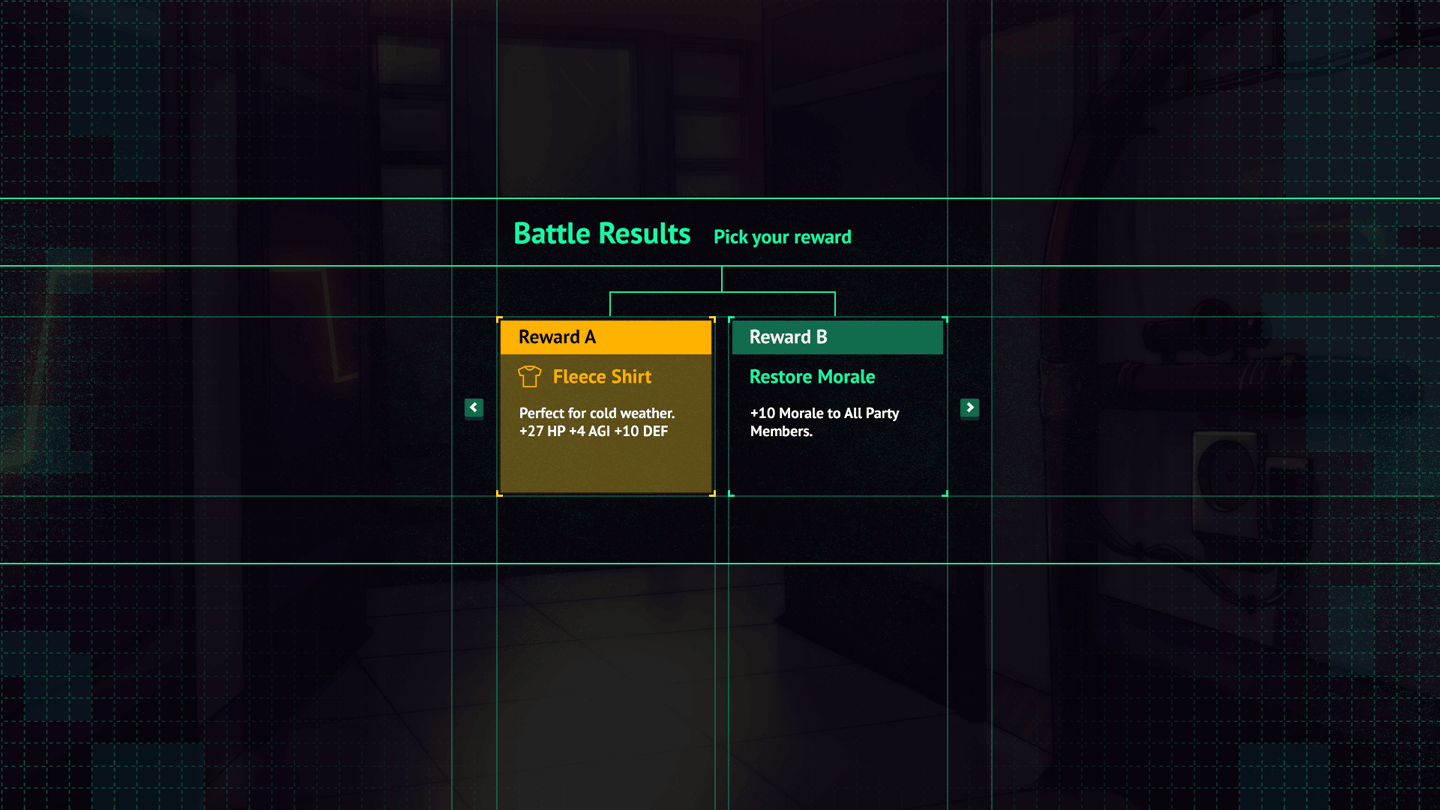 Battle Results Pick your reward
Reward A
Fleece Shirt
Perfect for cold weather.
+27 HP +4 AGI +10 DEF
Reward B
Restore Morale
+10 Morale to All Party
Members.